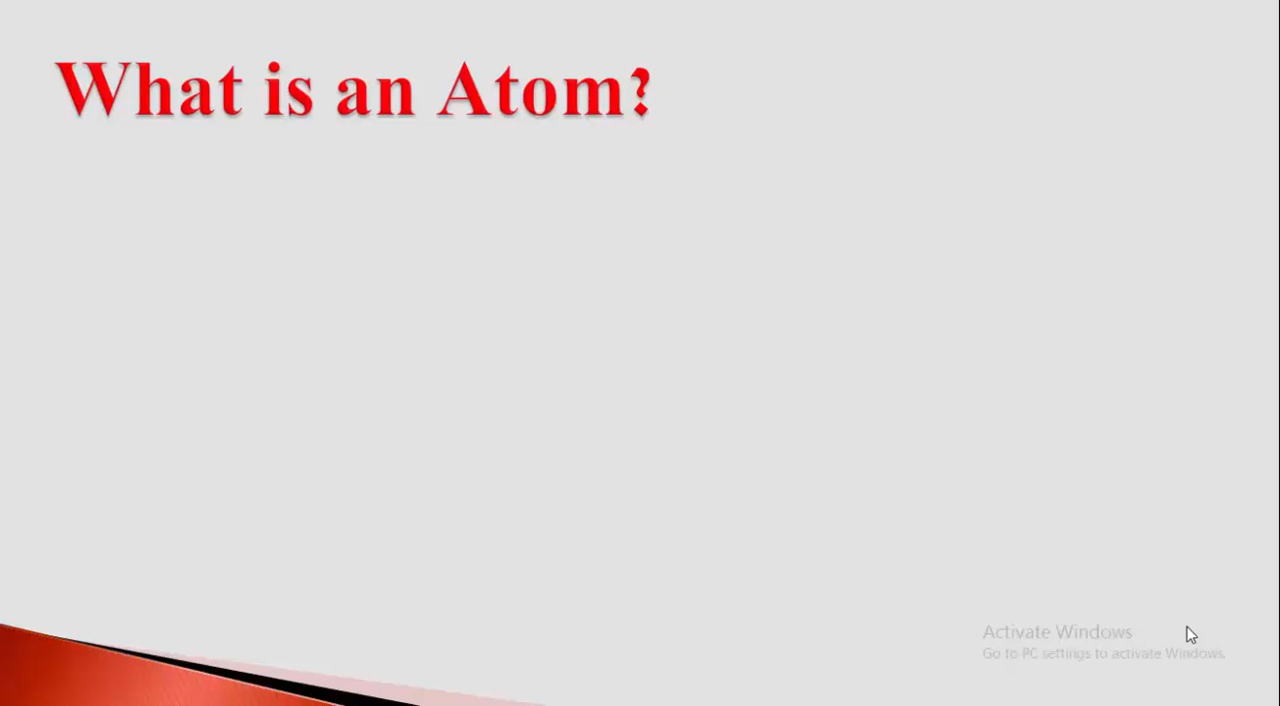 What is an Atom?
Activate Windows
Go to PC settings to activate Windows.